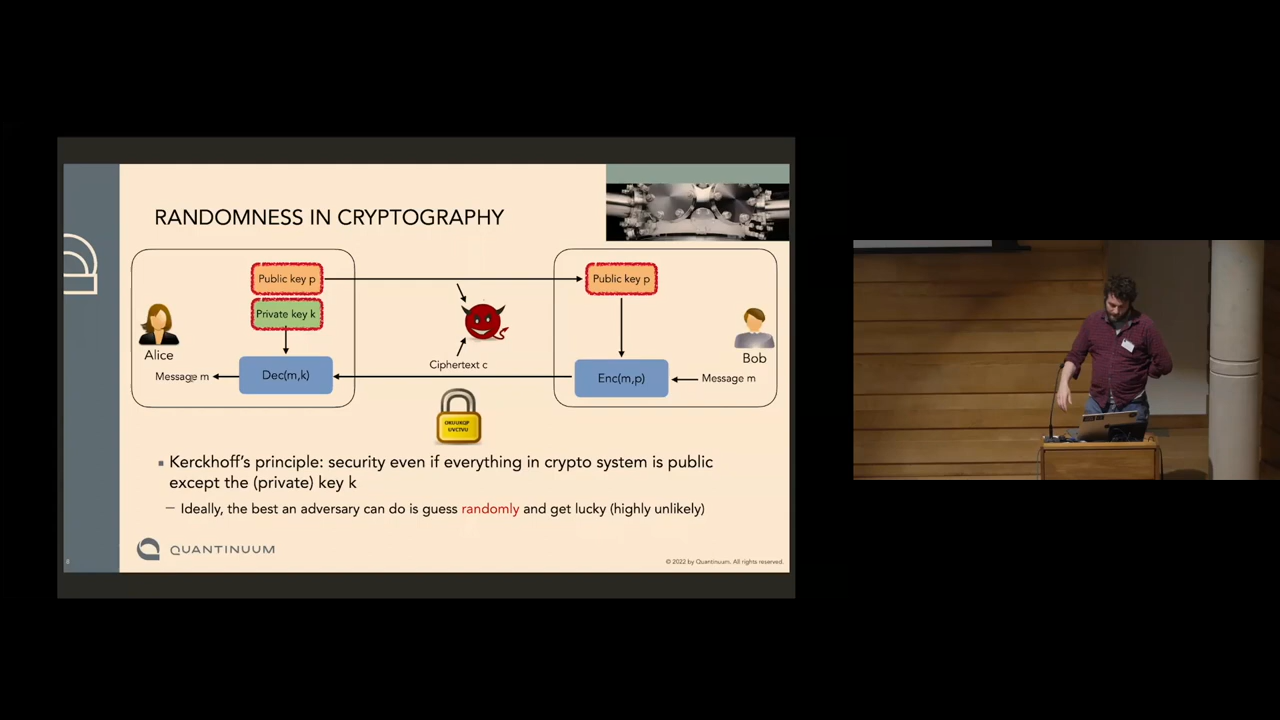 RANDOMNESS IN CRYPTOGRAPHY
Public key p
Public key p
Private key k
Alice
Bob
Ciphertext c
Message m
Dec(m,k)
Enc(m,p)
Message m
OKUUKQP
UVCTVU
Kerckhoff's principle: security even if everything in crypto system is public
except the (private) key k
Ideally, the best an adversary can do is guess randomly and get lucky (highly unlikely)
QUANTINUUM
© 2022 by Quantinuum. All rights reserved.